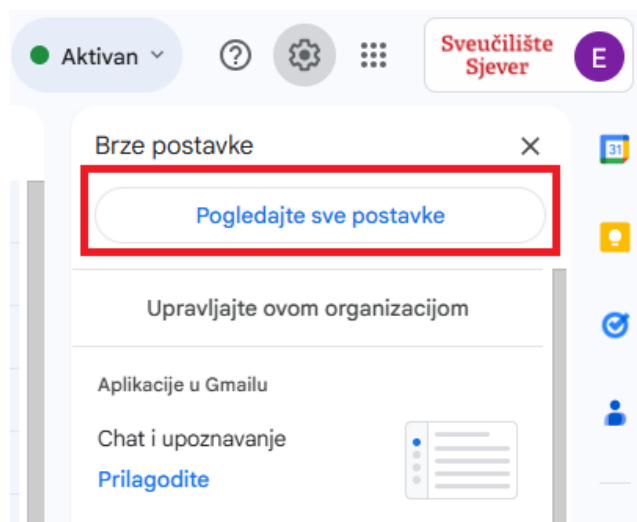 Aktivan
Sveučilište
Sjever
E
Brze postavke
31
Pogledajte sve postavke
Upravljajte ovom organizacijom
Aplikacije u Gmailu
Chat i upoznavanje
Prilagodite